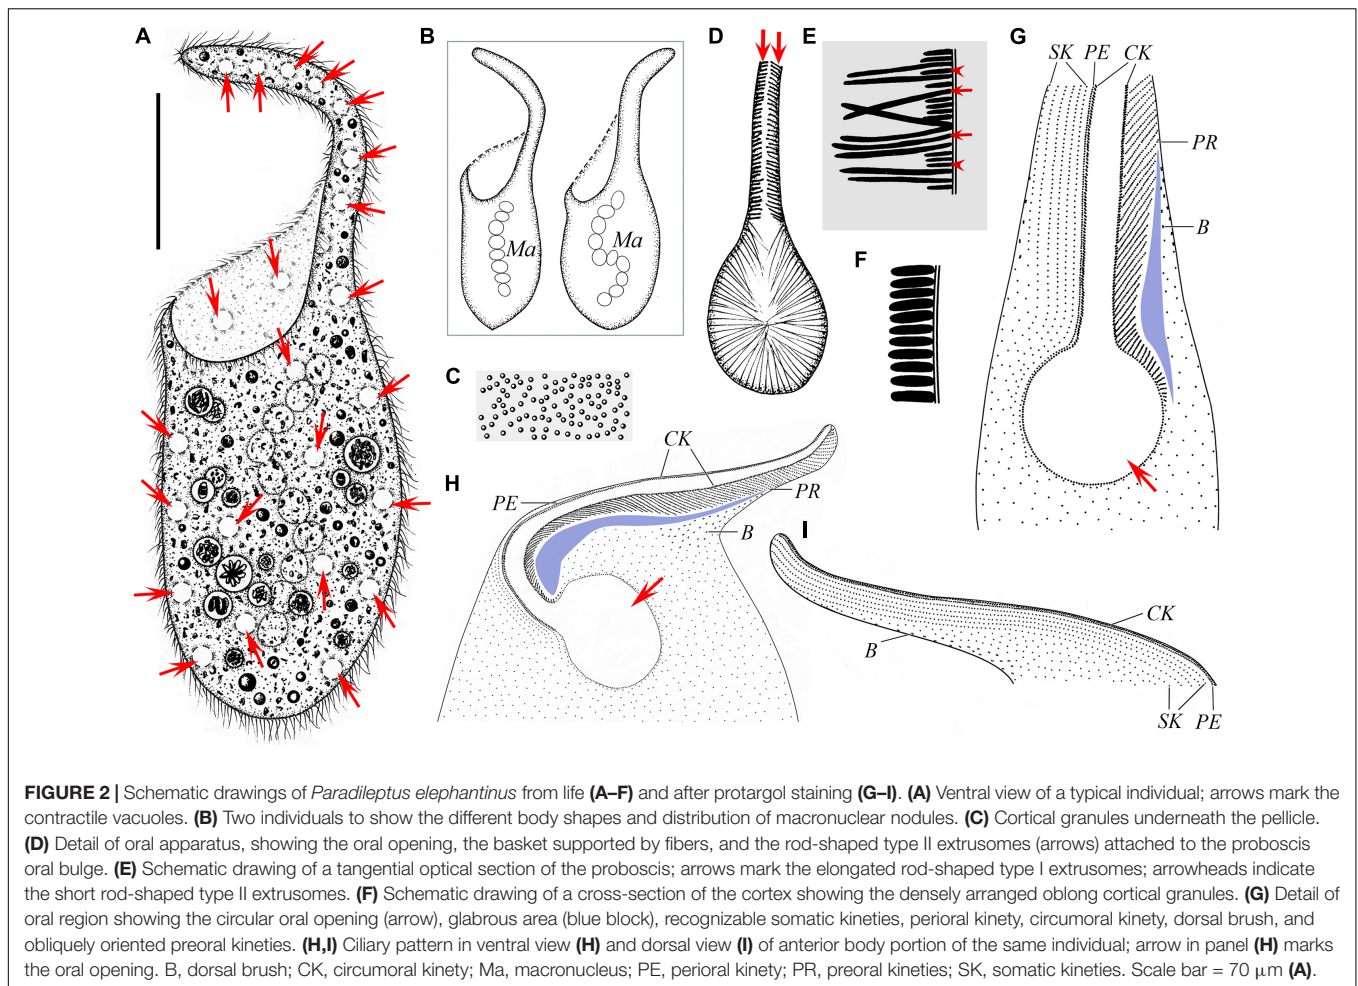 A
B
D
E
G
SK PE CK
PR
B
Ma
Ma
F
C
CK
H
PE
PR
B
I
CK
B
SK PE
FIGURE 2 | Schematic drawings of Paradileptus elephantinus from life (A–F) and after protargol staining (G–I). (A) Ventral view of a typical individual; arrows mark the
contractile vacuoles. (B) Two individuals to show the different body shapes and distribution of macronuclear nodules. (C) Cortical granules underneath the pellicle.
(D) Detail of oral apparatus, showing the oral opening, the basket supported by fibers, and the rod-shaped type II extrusomes (arrows) attached to the proboscis
oral bulge. (E) Schematic drawing of a tangential optical section of the proboscis; arrows mark the elongated rod-shaped type I extrusomes; arrowheads indicate
the short rod-shaped type II extrusomes. (F) Schematic drawing of a cross-section of the cortex showing the densely arranged oblong cortical granules. (G) Detail of
oral region showing the circular oral opening (arrow), glabrous area (blue block), recognizable somatic kineties, perioral kinety, circumoral kinety, dorsal brush, and
obliquely oriented preoral kineties. (H,I) Ciliary pattern in ventral view (H) and dorsal view (I) of anterior body portion of the same individual; arrow in panel (H) marks
the oral opening. B, dorsal brush; CK, circumoral kinety; Ma, macronucleus; PE, perioral kinety; PR, preoral kineties; SK, somatic kineties. Scale bar = 70 μm (A).